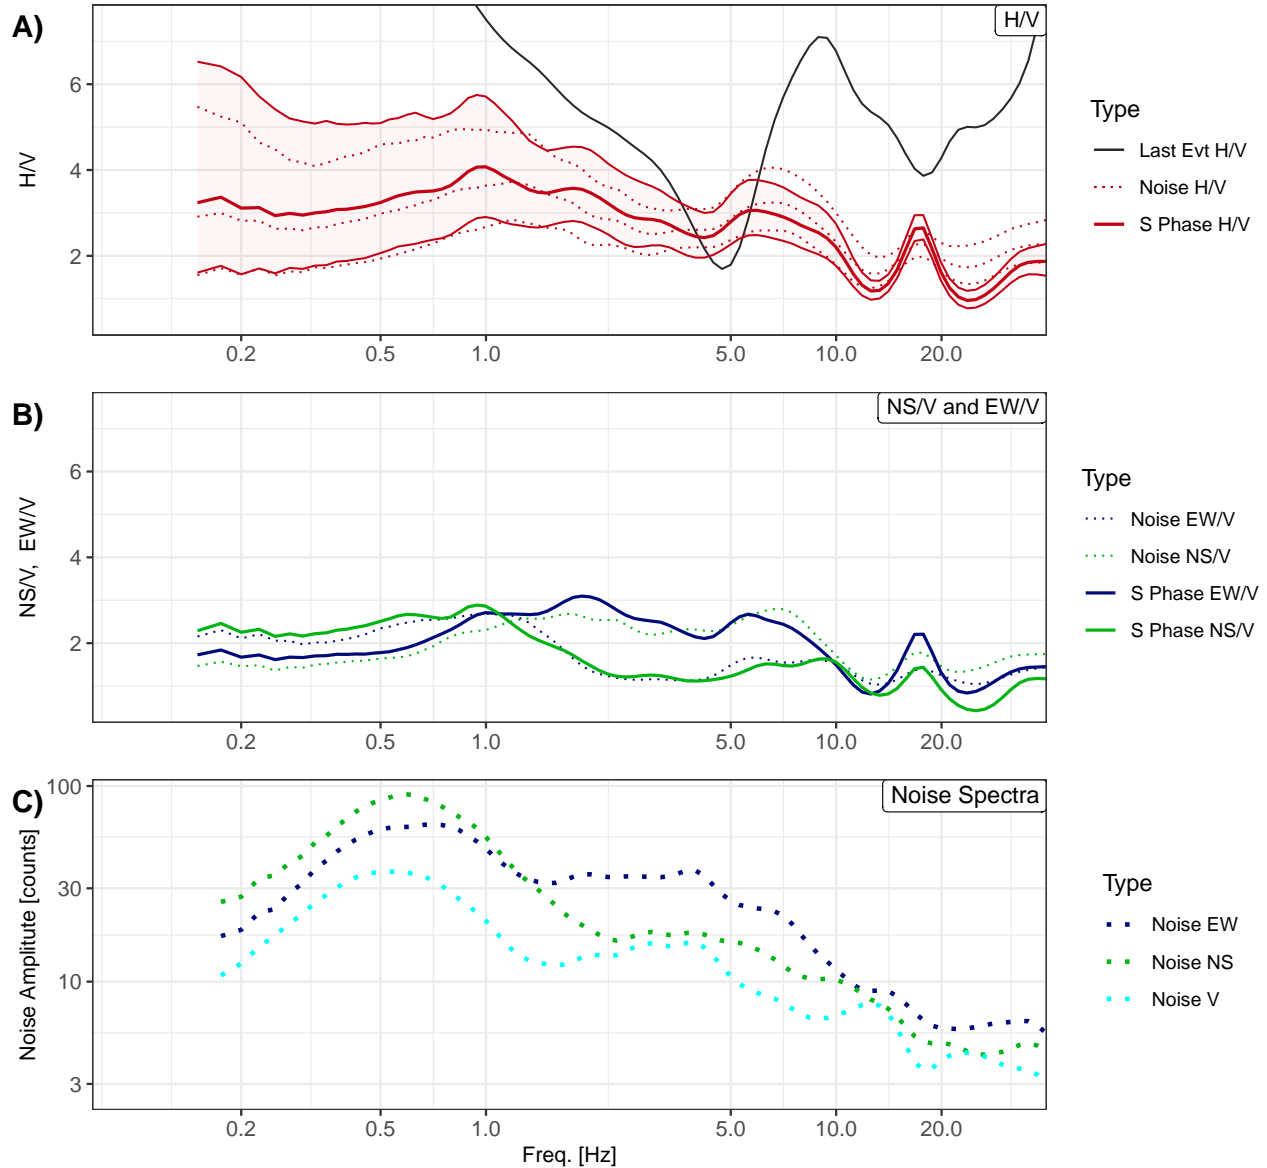 A)
H/V
6
4
2
H/V
0.2 0.5 1.0 5.0 10.0 20.0
Type
Last Evt H/V
Noise H/V
S Phase H/V
B)
NS/V and EW/V
6
4
2
NS/V, EW/V
0.2 0.5 1.0 5.0 10.0 20.0
Type
Noise EW/V
Noise NS/V
S Phase EW/V
S Phase NS/V
C)
Noise Spectra
100
30
10
3
Noise Amplitute [counts]
0.2 0.5 1.0 5.0 10.0 20.0
Freq. [Hz]
Type
Noise EW
Noise NS
Noise V